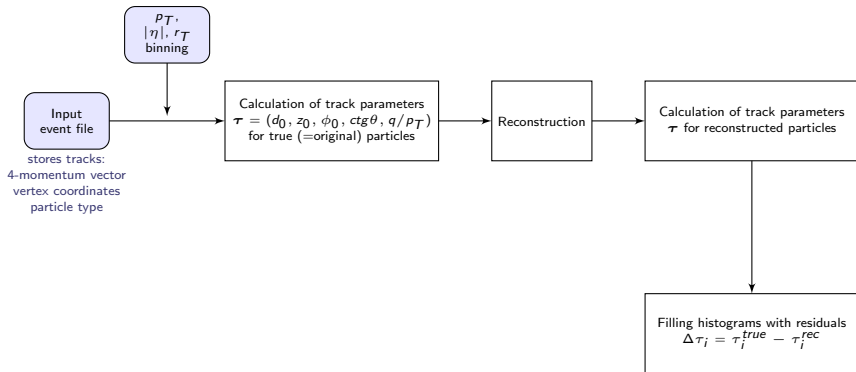 p_T,
|η|, r_T
binning
Input
event file
stores tracks:
4-momentum vector
vertex coordinates
particle type
Calculation of track parameters
τ = (d_0, z_0, ϕ_0, ctgθ, q/p_T)
for true (=original) particles
Reconstruction
Calculation of track parameters
τ for reconstructed particles
Filling histograms with residuals
Δτ_i = τ_i^{true} − τ_i^{rec}